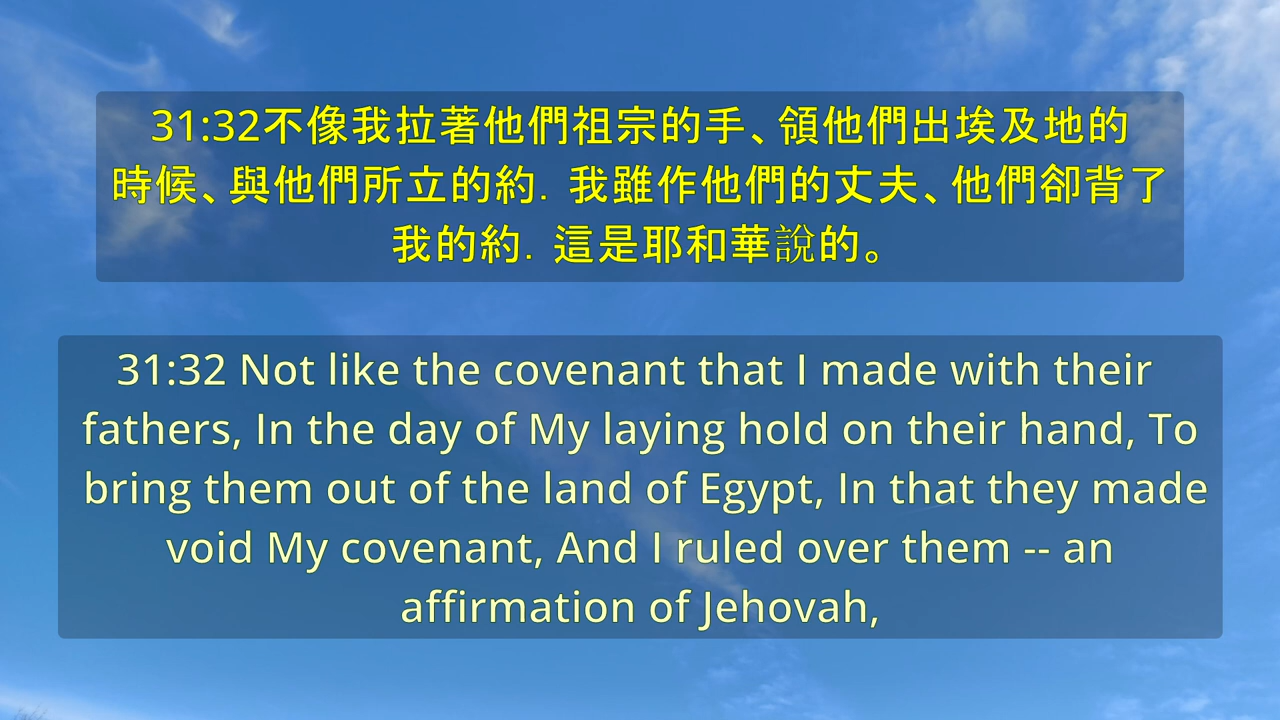 31:32不像我拉著他們祖宗的手、領他們出埃及地的
時候、與他們所立的約．我雖作他們的丈夫、他們卻背了
我的約．這是耶和華說的。
31:32 Not like the covenant that I made with their
fathers, In the day of My laying hold on their hand, To
bring them out of the land of Egypt, In that they made
void My covenant, And I ruled over them -- an
affirmation of Jehovah,